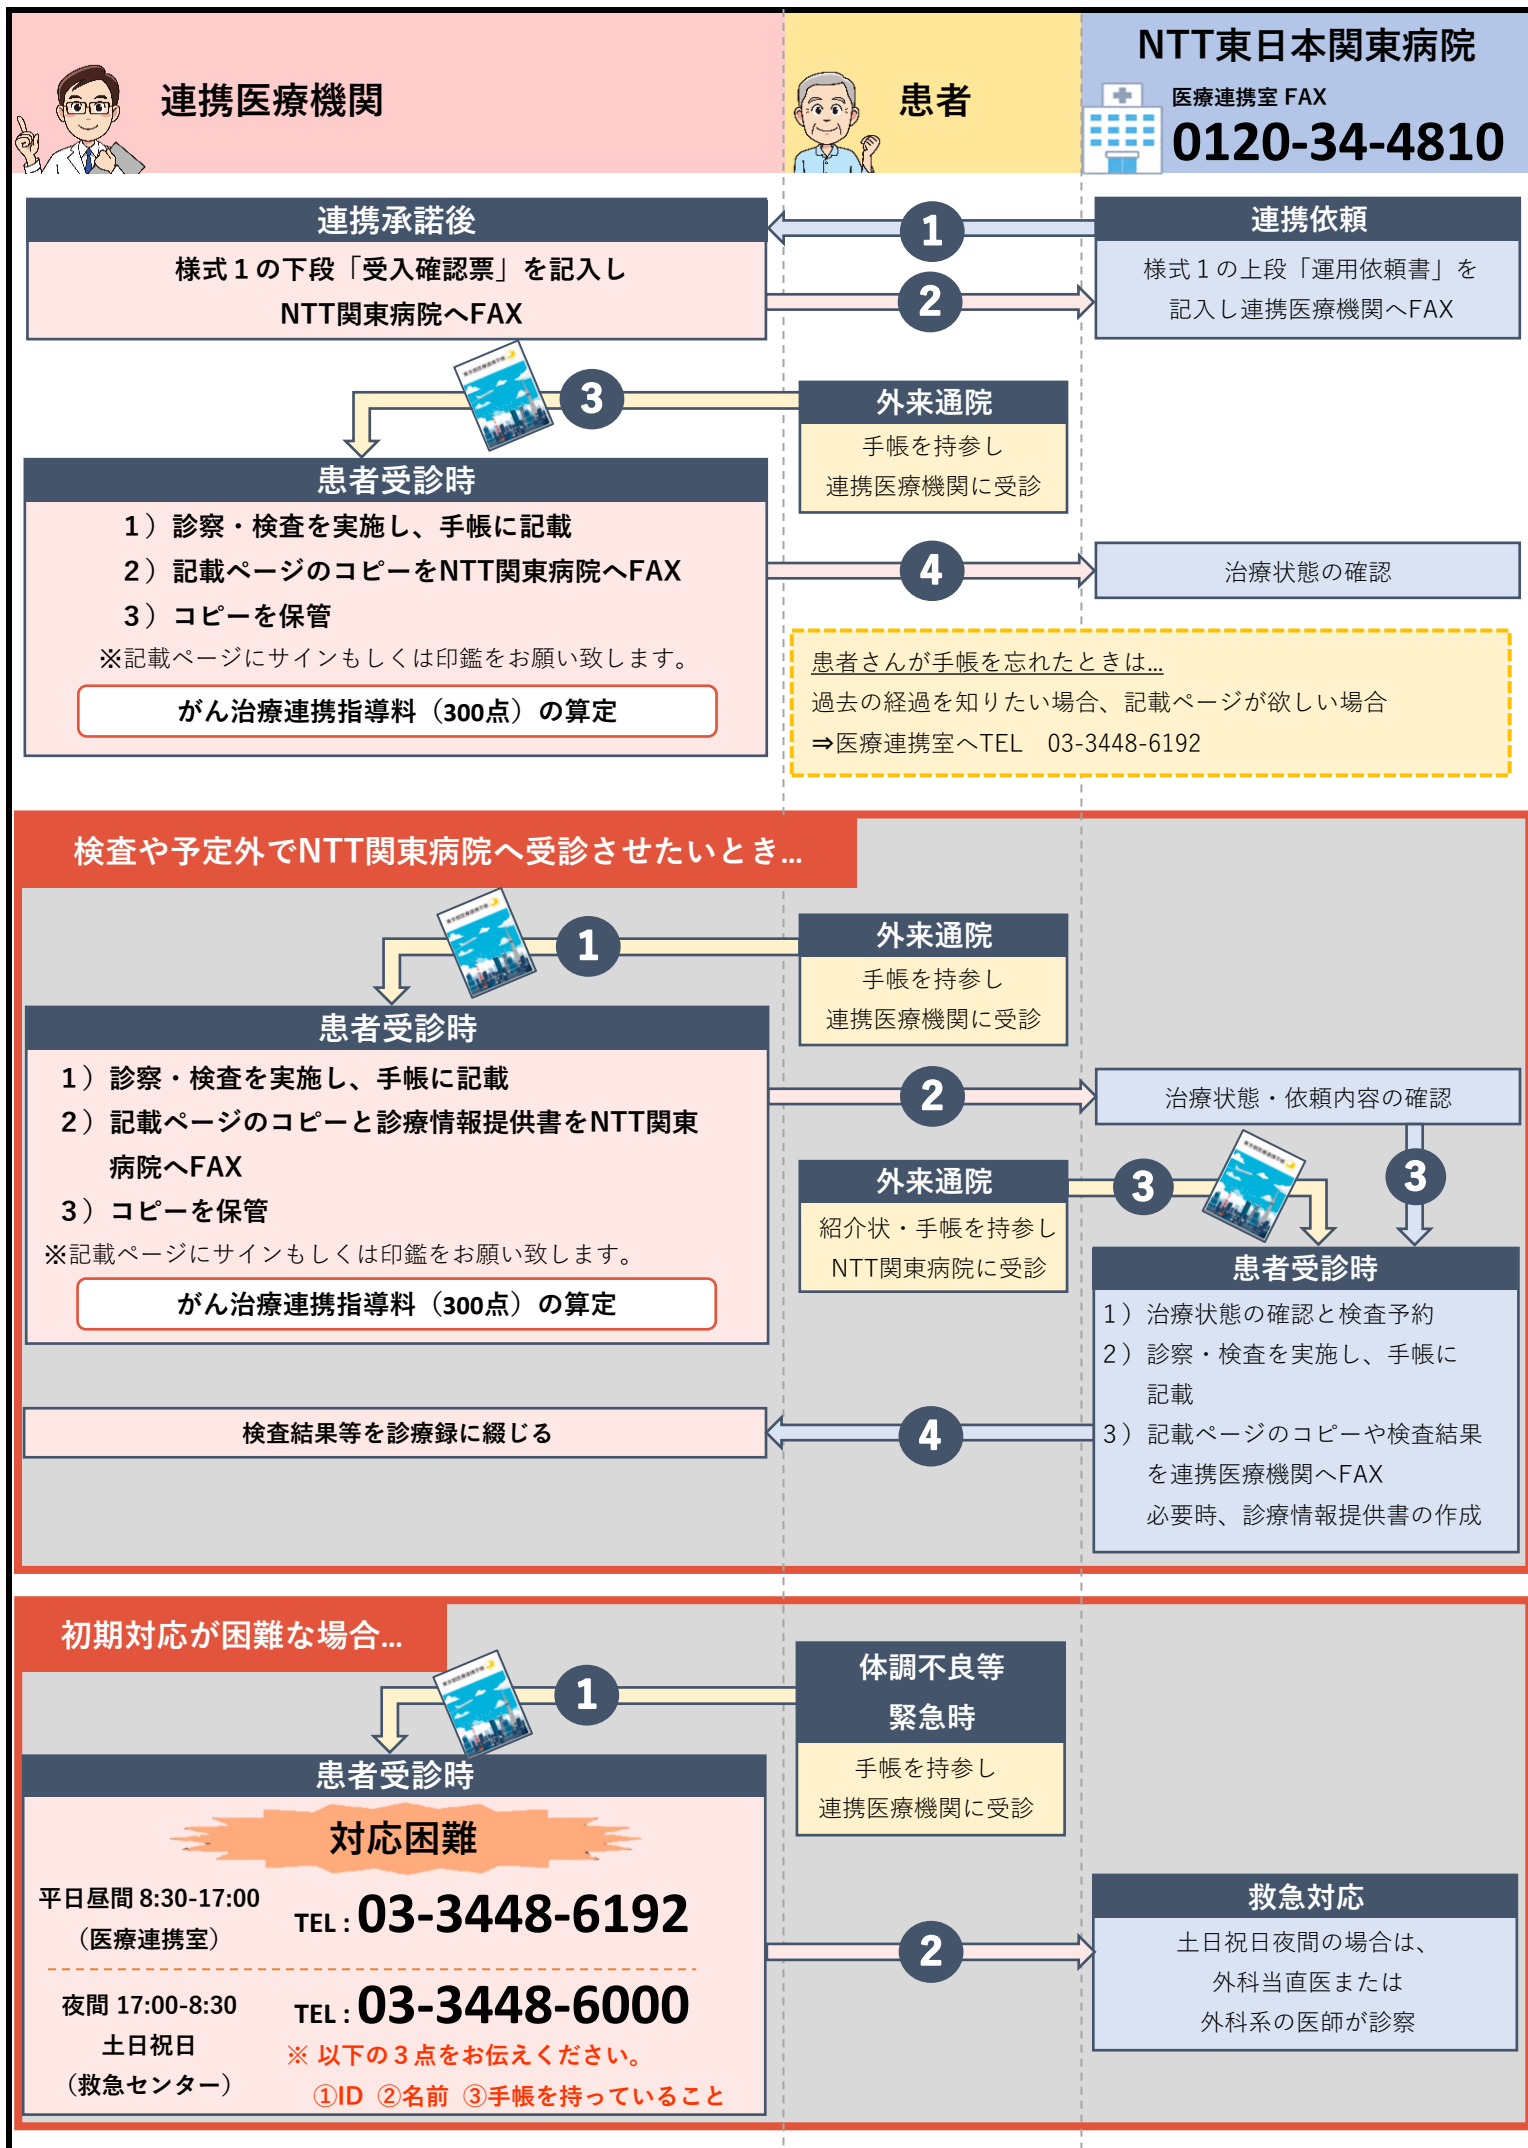 連携医療機関
患者
NTT東日本関東病院
医療連携室 FAX
0120-34-4810
連携承諾後
様式１の下段「受入確認票」を記入し
NTT関東病院へFAX
1
2
連携依頼
様式１の上段「運用依頼書」を
記入し連携医療機関へFAX
3
外来通院
手帳を持参し
連携医療機関に受診
患者受診時
1）診察・検査を実施し、手帳に記載
2）記載ページのコピーをNTT関東病院へFAX
3）コピーを保管
※記載ページにサインもしくは印鑑をお願い致します。
がん治療連携指導料（300点）の算定
4
治療状態の確認
患者さんが手帳を忘れたときは...
過去の経過を知りたい場合、記載ページが欲しい場合
⇒医療連携室へTEL　03-3448-6192
検査や予定外でNTT関東病院へ受診させたいとき...
1
外来通院
手帳を持参し
連携医療機関に受診
患者受診時
1）診察・検査を実施し、手帳に記載
2）記載ページのコピーと診療情報提供書をNTT関東
病院へFAX
3）コピーを保管
※記載ページにサインもしくは印鑑をお願い致します。
がん治療連携指導料（300点）の算定
2
治療状態・依頼内容の確認
外来通院
紹介状・手帳を持参し
NTT関東病院に受診
3
3
患者受診時
1）治療状態の確認と検査予約
2）診察・検査を実施し、手帳に
記載
3）記載ページのコピーや検査結果
を連携医療機関へFAX
必要時、診療情報提供書の作成
4
検査結果等を診療録に綴じる
初期対応が困難な場合...
1
体調不良等
緊急時
手帳を持参し
連携医療機関に受診
患者受診時
対応困難
平日昼間 8:30-17:00
（医療連携室）
TEL : 03-3448-6192
夜間 17:00-8:30
土日祝日
（救急センター）
TEL : 03-3448-6000
※ 以下の３点をお伝えください。
①ID ②名前 ③手帳を持っていること
2
救急対応
土日祝日夜間の場合は、
外科当直医または
外科系の医師が診察